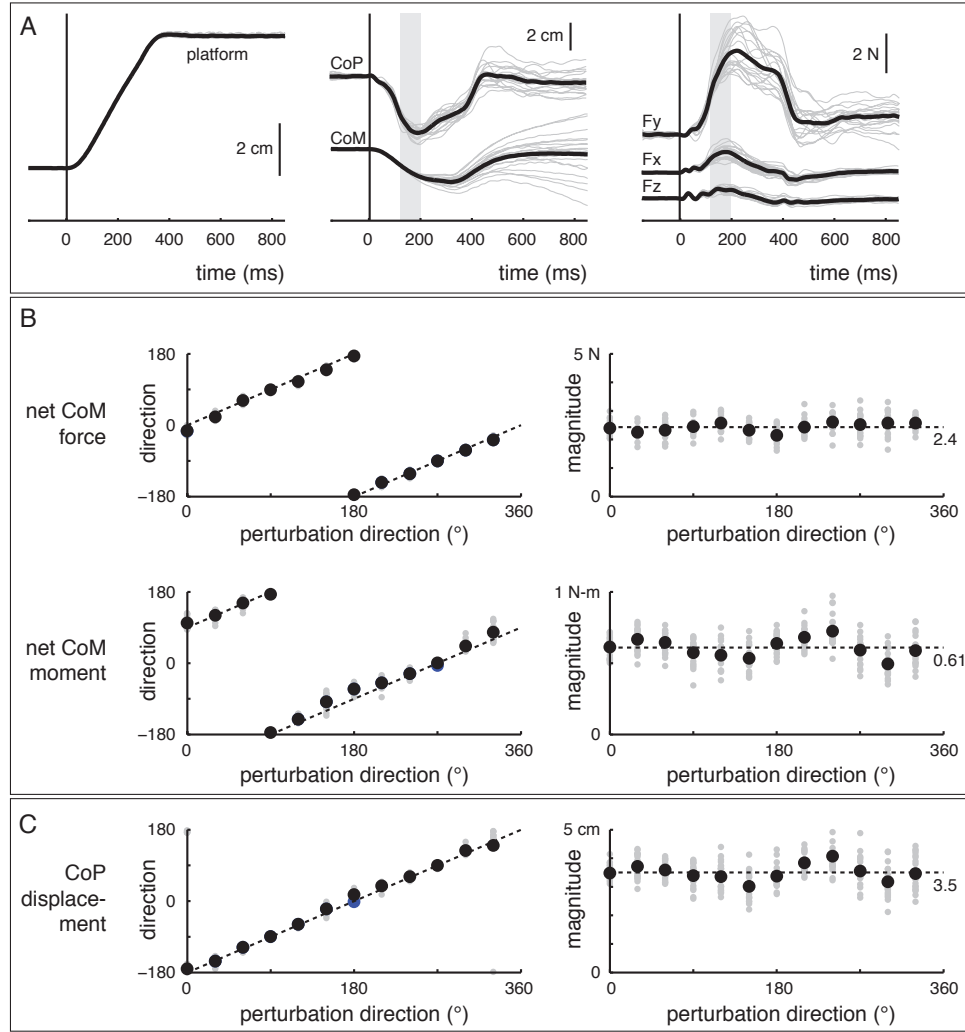 A
platform
2 cm
0 200 400 600 800
time (ms)
CoP
CoM
2 cm
0 200 400 600 800
time (ms)
2 N
Fy
Fx
Fz
0 200 400 600 800
time (ms)
B
net CoM
force
direction
180
0
−180
0 180 360
perturbation direction (°)
magnitude
5 N
0
2.4
0 180 360
perturbation direction (°)
net CoM
moment
direction
180
0
−180
0 180 360
perturbation direction (°)
magnitude
1 N-m
0
0.61
0 180 360
perturbation direction (°)
C
CoP
displace-
ment
direction
180
0
−180
0 180 360
perturbation direction (°)
magnitude
5 cm
0
3.5
0 180 360
perturbation direction (°)